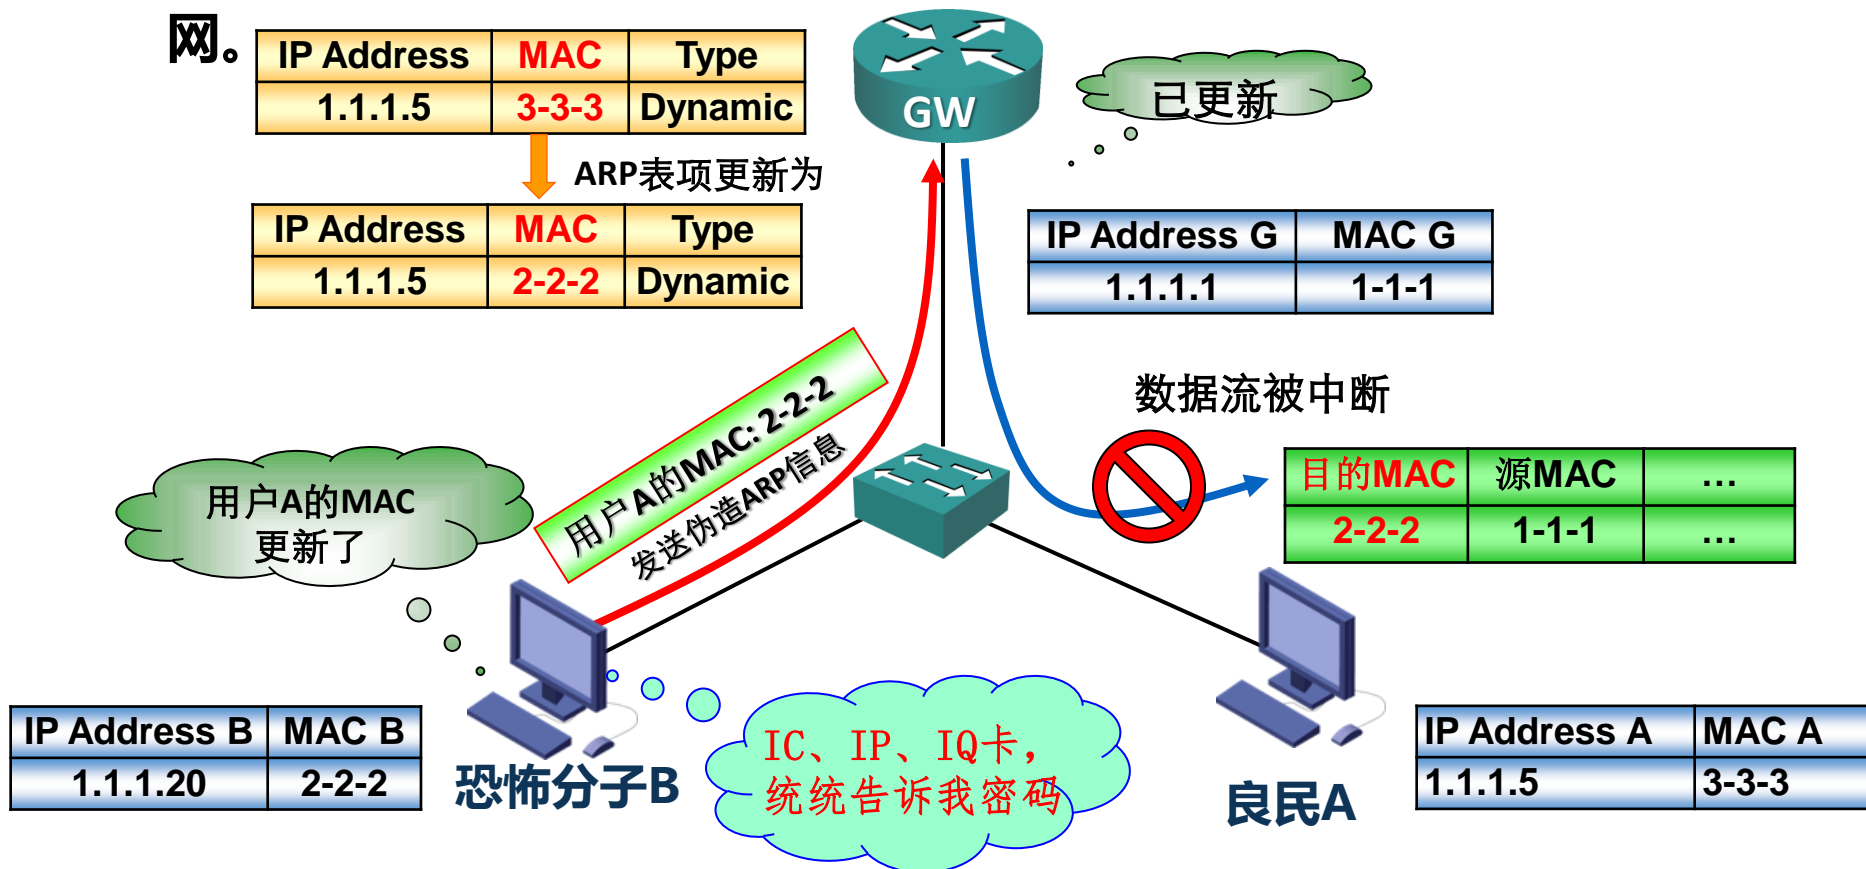 网。
IP Address MAC Type
1.1.1.5 3-3-3 Dynamic
ARP表项更新为
IP Address MAC Type
1.1.1.5 2-2-2 Dynamic
GW
已更新
IP Address G MAC G
1.1.1.1 1-1-1
数据流被中断
用户A的MAC: 2-2-2
发送伪造ARP信息
用户A的MAC
更新了
目的MAC 源MAC …
2-2-2 1-1-1 …
IP Address B MAC B
1.1.1.20 2-2-2
恐怖分子B
IC、IP、IQ卡，
统统告诉我密码
良民A
IP Address A MAC A
1.1.1.5 3-3-3